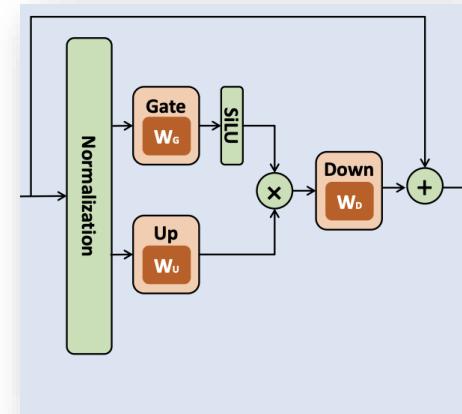 Normalization
Gate
WG
SiLU
Up
WU
×
Down
WD
+